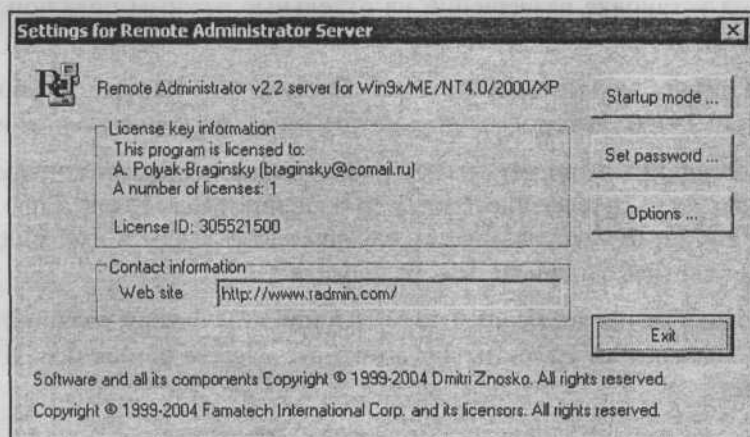 Settings for Remote Administrator Server
Remote Administrator v2.2 server for Win9x/ME/NT4.0/2000/XP
Startup mode ...
License key information
This program is licensed to:
A. Polyak-Braginsky [braginsky@comail.ru]
A number of licenses: 1
License ID: 305521500
Set password ...
Options ...
Contact information
Web site http://www.radmin.com/
Exit
Software and all its components Copyright © 1999-2004 Dmitri Znosko. All rights reserved.
Copyright © 1999-2004 Famatech International Corp. and its licensors. All rights reserved.